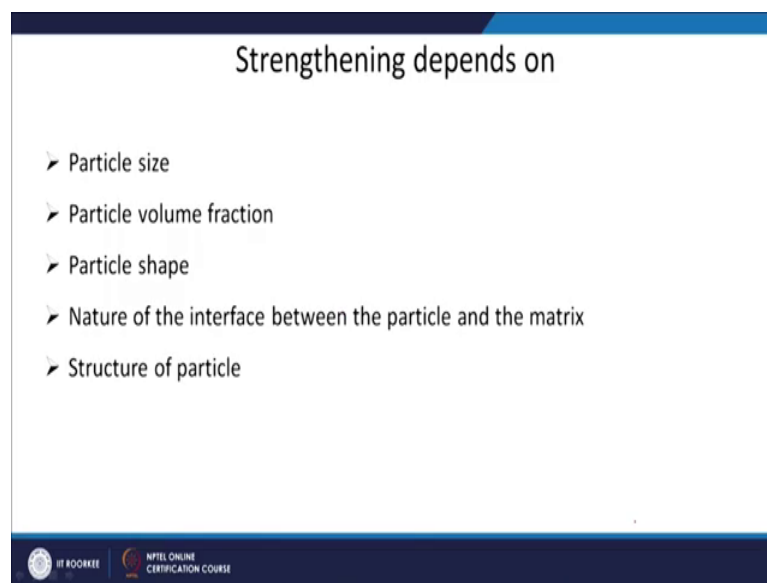 Strengthening depends on
➤ Particle size
➤ Particle volume fraction
➤ Particle shape
➤ Nature of the interface between the particle and the matrix
➤ Structure of particle
IIT ROORKEE
NPTEL ONLINE
CERTIFICATION COURSE